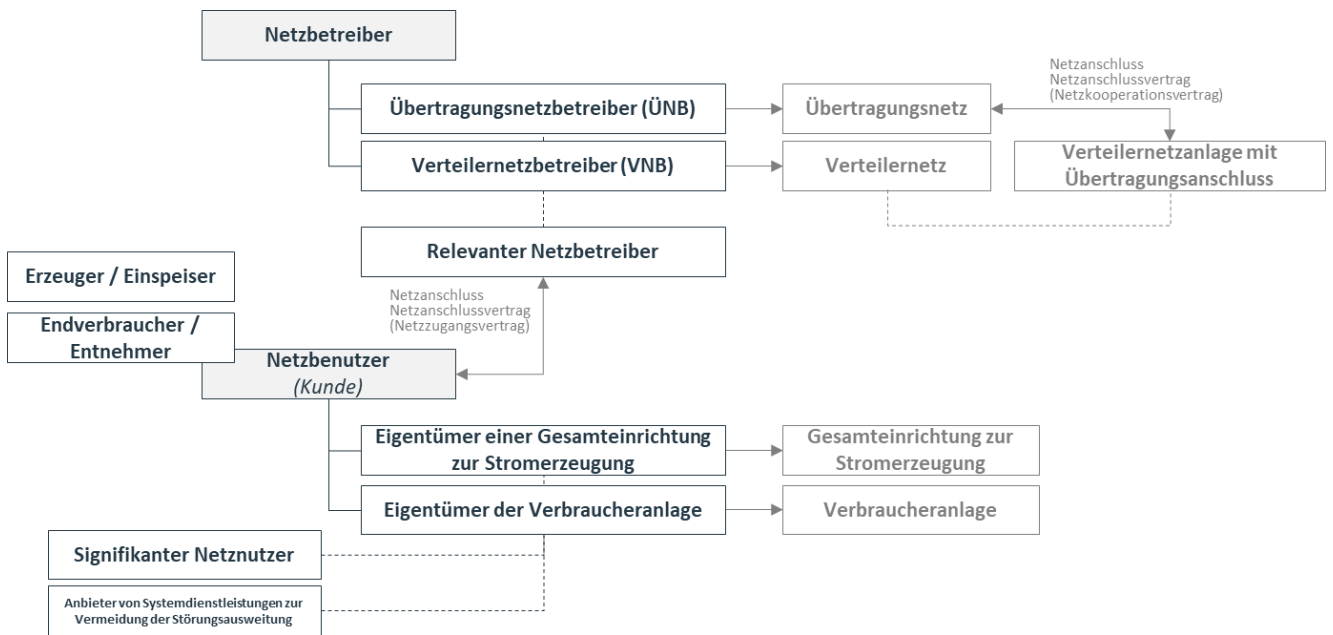 Netzbetreiber
Netzanschluss
Netzanschlussvertrag
(Netzkooperationsvertrag)
Übertragungsnetzbetreiber (ÜNB)
Übertragungsnetz
Verteilernetzbetreiber (VNB)
Verteilernetz
Verteilernetzanlage mit
Übertragungsanschluss
Relevanter Netzbetreiber
Erzeuger / Einspeiser
Netzanschluss
Netzanschlussvertrag
(Netzzugangsvertrag)
Endverbraucher /
Entnehmer
Netzbenutzer
(Kunde)
Eigentümer einer Gesamteinrichtung
zur Stromerzeugung
Gesamteinrichtung zur
Stromerzeugung
Eigentümer der Verbraucheranlage
Verbraucheranlage
Signifikanter Netznutzer
Anbieter von Systemdienstleistungen zur
Vermeidung der Störungsausweitung